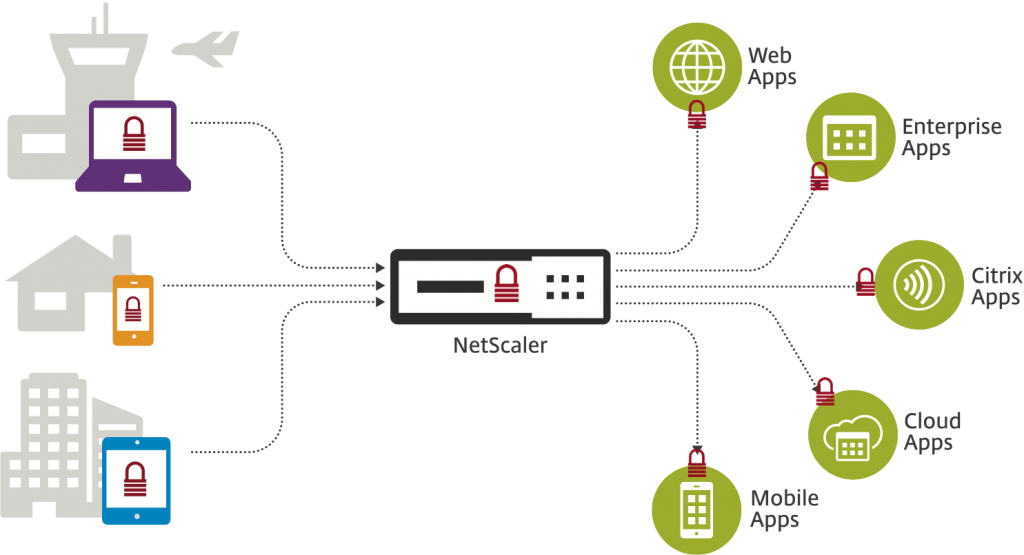 Web
Apps
Enterprise
Apps
Citrix
Apps
NetScaler
Cloud
Apps
Mobile
Apps